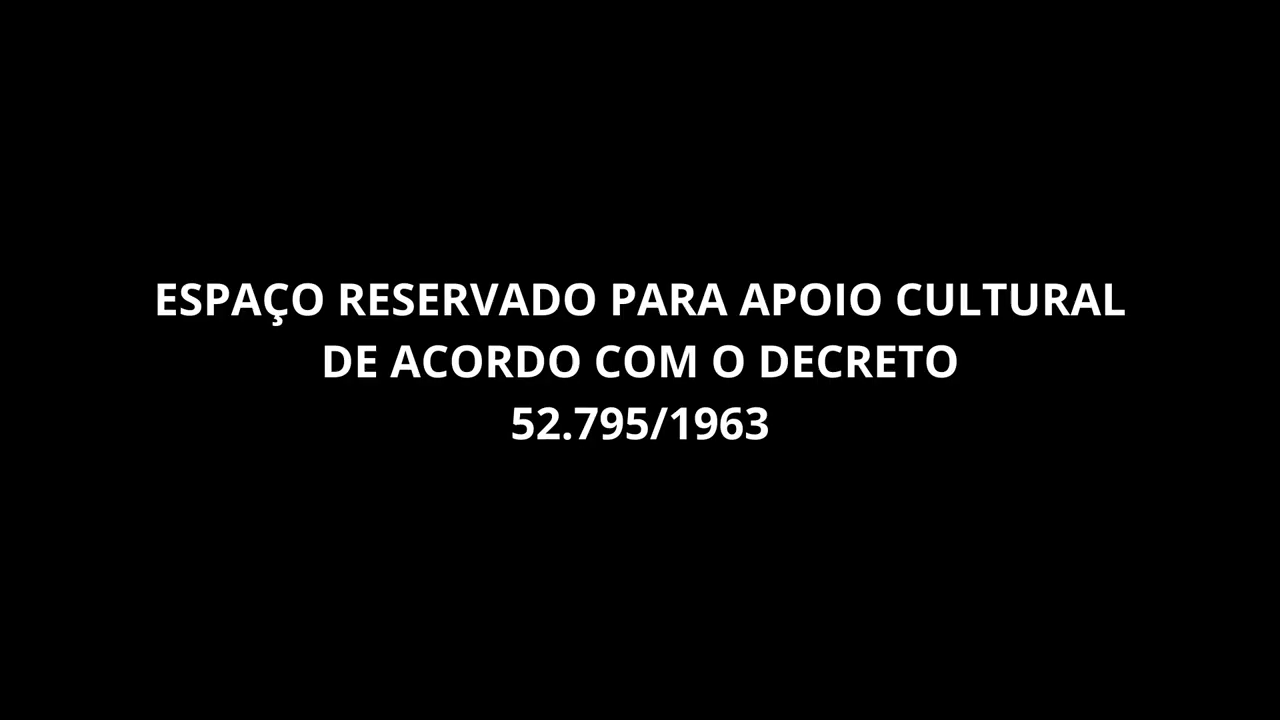 ESPAÇO RESERVADO PARA APOIO CULTURAL
DE ACORDO COM O DECRETO
52.795/1963